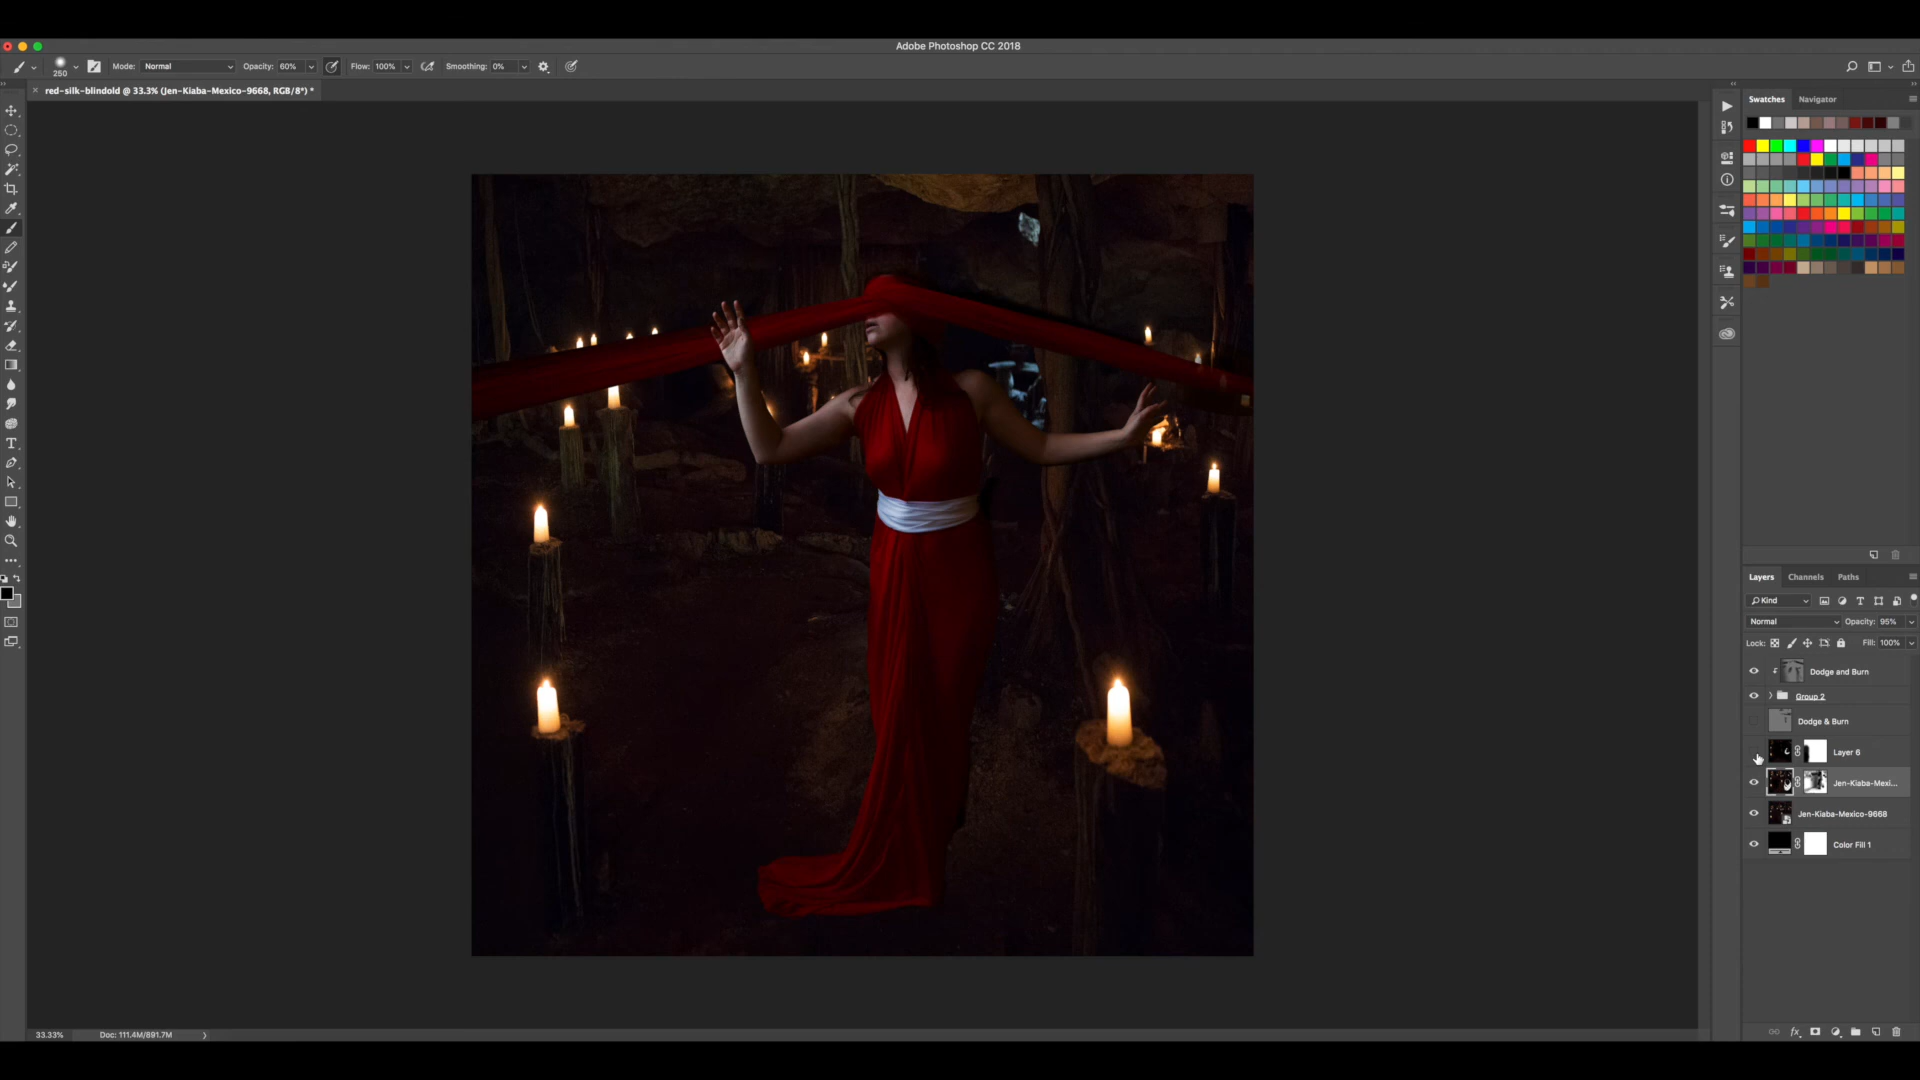 Adobe Photoshop CC 2018
250
Mode: Normal
Opacity: 60%
Flow: 100%
Smoothing: 0%
× red-silk-blindold @ 33.3% (Jen-Kiaba-Mexico-9668, RGB/8*) *
Swatches Navigator
Layers Channels Paths
Kind
Normal
Opacity: 95%
Lock:
Fill: 100%
Dodge and Burn
Group 2
Dodge & Burn
Layer 6
Jen-Kiaba-Mexi...
Jen-Kiaba-Mexico-9668
Color Fill 1
33.33%
Doc: 111.4M/891.7M